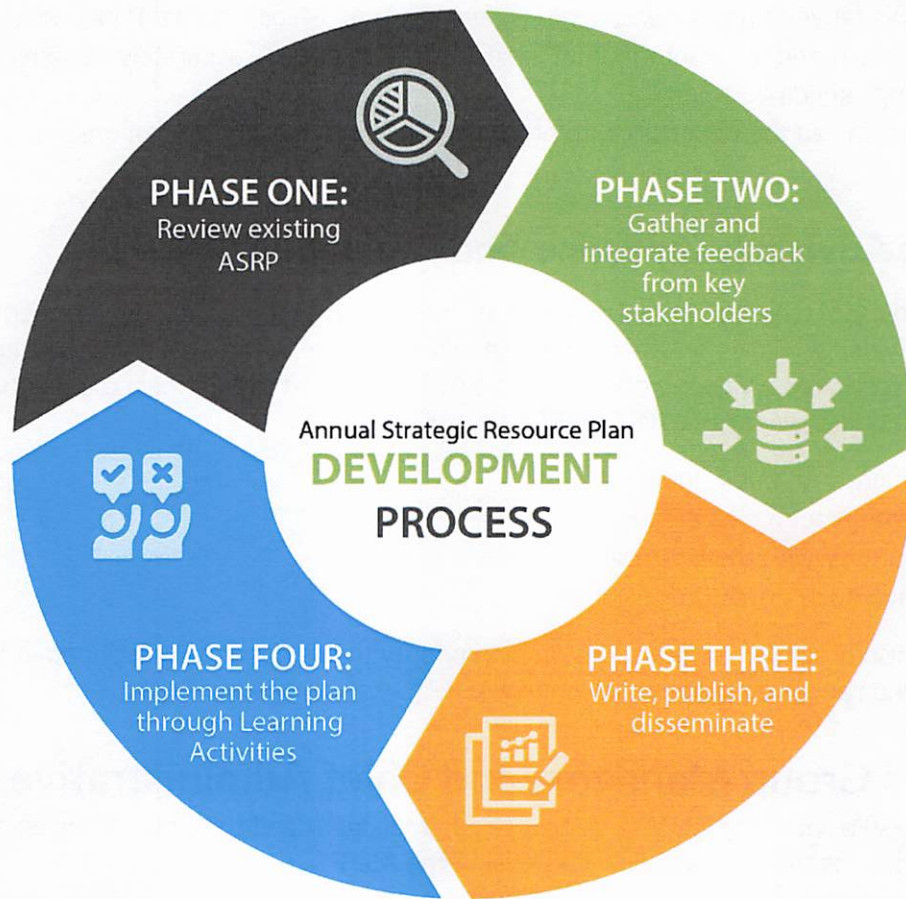 PHASE ONE:
Review existing
ASRP
PHASE TWO:
Gather and
integrate feedback
from key
stakeholders
Annual Strategic Resource Plan
DEVELOPMENT
PROCESS
PHASE THREE:
Write, publish, and
disseminate
PHASE FOUR:
Implement the plan
through Learning
Activities